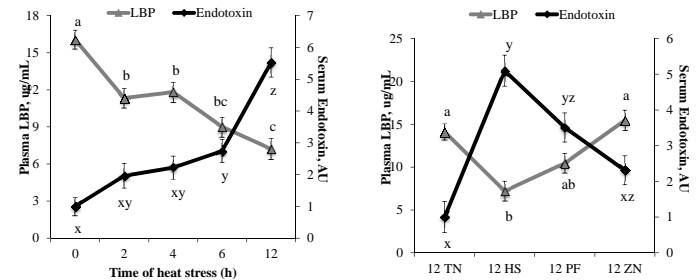 LBP Endotoxin
18
15
12
9
6
3
0
Plasma LBP, ug/mL
a
b
b
bc
c
x
xy
xy
y
z
7
6
5
4
3
2
1
0
Serum Endotoxin, AU
0 2 4 6 12
Time of heat stress (h)
LBP Endotoxin
25
20
15
10
5
0
Plasma LBP, ug/mL
a
b
ab
a
x
y
yz
xz
6
5
4
3
2
1
0
Serum Endotoxin, AU
12 TN 12 HS 12 PF 12 ZN